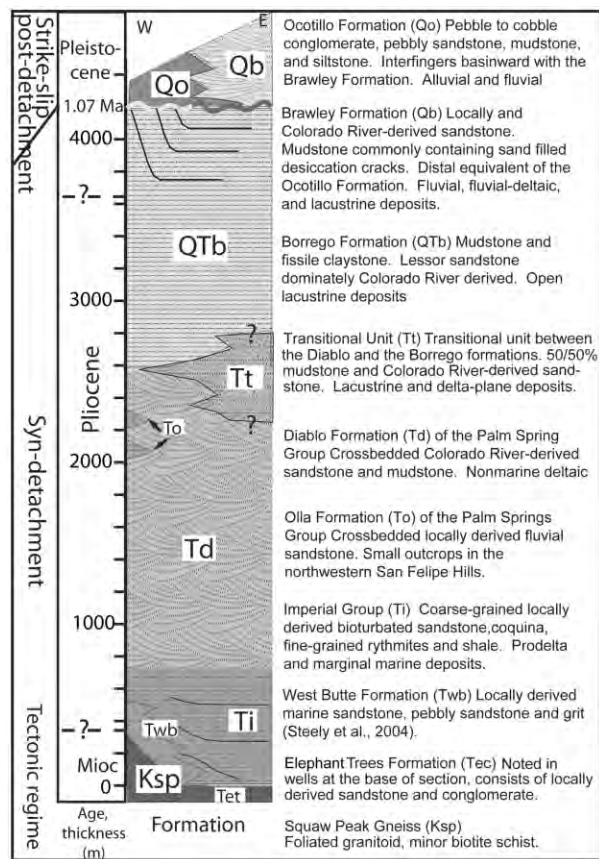 Strike-slip
post-detachment
Syn-detachment
Tectonic regime
Pleisto-
cene
1.07 Ma
4000
–?–
3000
Pliocene
2000
1000
–?–
Mioc
0
Age,
thickness
(m)
W
E
Qb
Qo
QTb
?
Tt
To
?
Td
Ti
Twb
Ksp
Tet
Formation
Ocotillo Formation (Qo) Pebble to cobble
conglomerate, pebbly sandstone, mudstone,
and siltstone. Interfingers basinward with the
Brawley Formation. Alluvial and fluvial
Brawley Formation (Qb) Locally and
Colorado River-derived sandstone.
Mudstone commonly containing sand filled
desiccation cracks. Distal equivalent of the
Ocotillo Formation. Fluvial, fluvial-deltaic,
and lacustrine deposits.
Borrego Formation (QTb) Mudstone and
fissile claystone. Lessor sandstone
dominately Colorado River derived. Open
lacustrine deposits
Transitional Unit (Tt) Transitional unit between
the Diablo and the Borrego formations. 50/50%
mudstone and Colorado River-derived sand-
stone. Lacustrine and delta-plane deposits.
Diablo Formation (Td) of the Palm Spring
Group Crossbedded Colorado River-derived
sandstone and mudstone. Nonmarine deltaic
Olla Formation (To) of the Palm Springs
Group Crossbedded locally derived fluvial
sandstone. Small outcrops in the
northwestern San Felipe Hills.
Imperial Group (Ti) Coarse-grained locally
derived bioturbated sandstone,coquina,
fine-grained rythmites and shale. Prodelta
and marginal marine deposits.
West Butte Formation (Twb) Locally derived
marine sandstone, pebbly sandstone and grit
(Steely et al., 2004).
Elephant Trees Formation (Tec) Noted in
wells at the base of section, consists of locally
derived sandstone and conglomerate.
Squaw Peak Gneiss (Ksp)
Foliated granitoid, minor biotite schist.